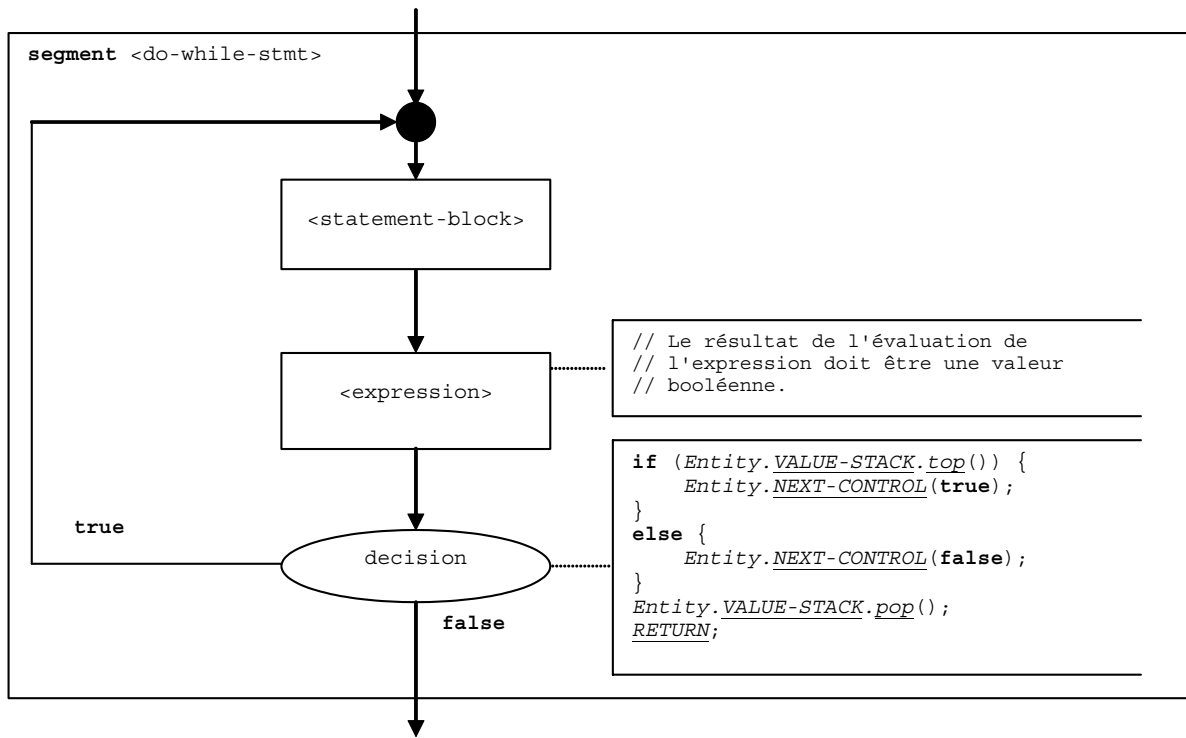 segment <do-while-stmt>
<statement-block>
<expression>
// Le résultat de l'évaluation de
// l'expression doit être une valeur
// booléenne.
true
decision
false
if (Entity.VALUE-STACK.top()) {
Entity.NEXT-CONTROL(true);
}
else {
Entity.NEXT-CONTROL(false);
}
Entity.VALUE-STACK.pop();
RETURN;